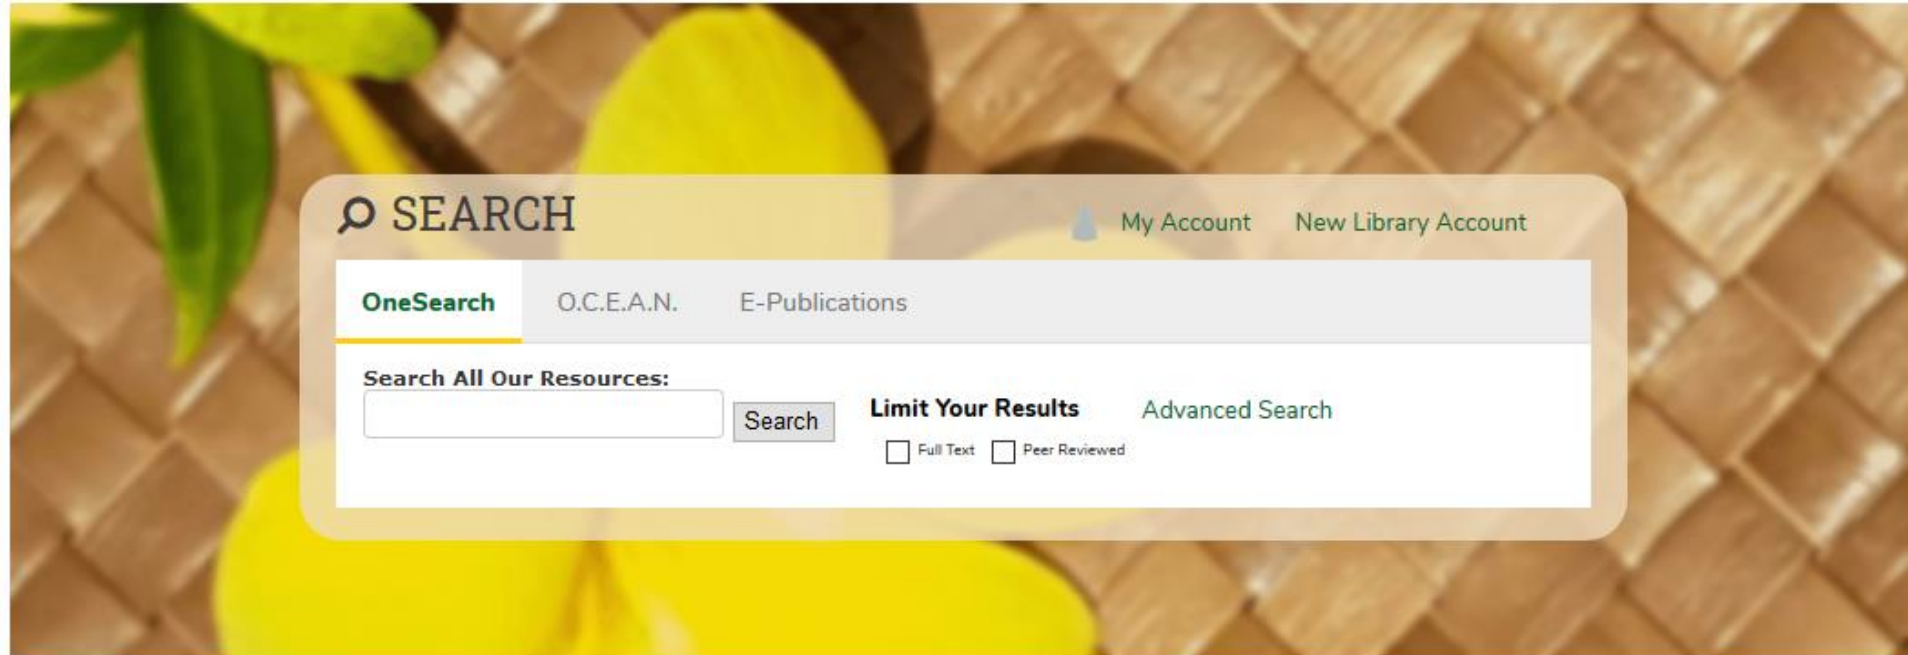 SEARCH
My Account New Library Account
OneSearch O.C.E.A.N. E-Publications
Search All Our Resources:
Search Limit Your Results Advanced Search
Full Text Peer Reviewed